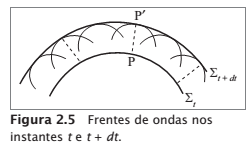 P′
Σt + dt
P
Σt
Figura 2.5 Frentes de ondas nos
instantes t e t + dt.